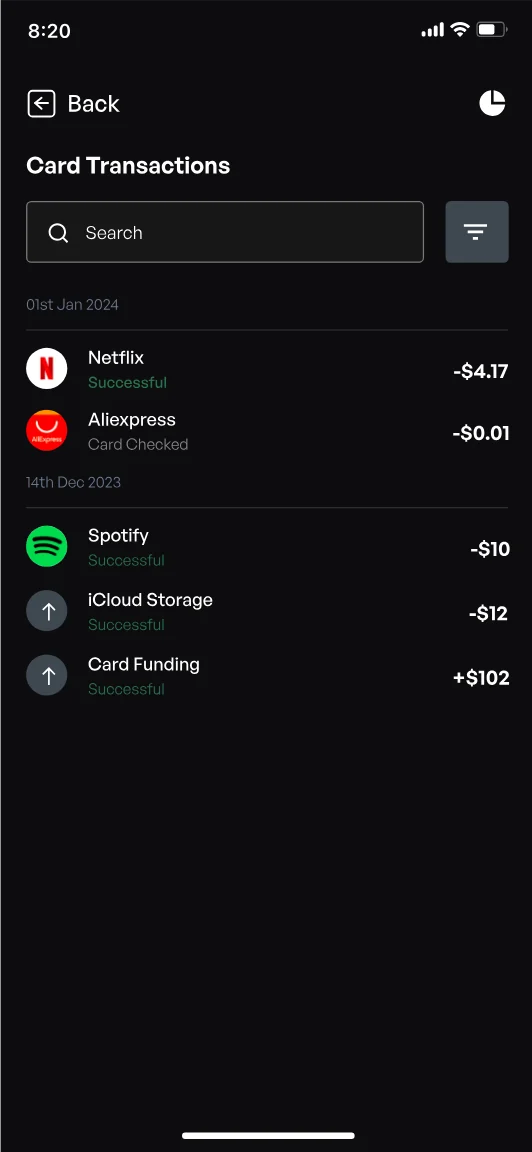 8:20
Back
Card Transactions
Search
01st Jan 2024
Netflix
-$4.17
Successful
Aliexpress
-$0.01
AliExpress
Card Checked
14th Dec 2023
Spotify
-$10
Successful
iCloud Storage
-$12
Successful
Card Funding
+$102
Successful